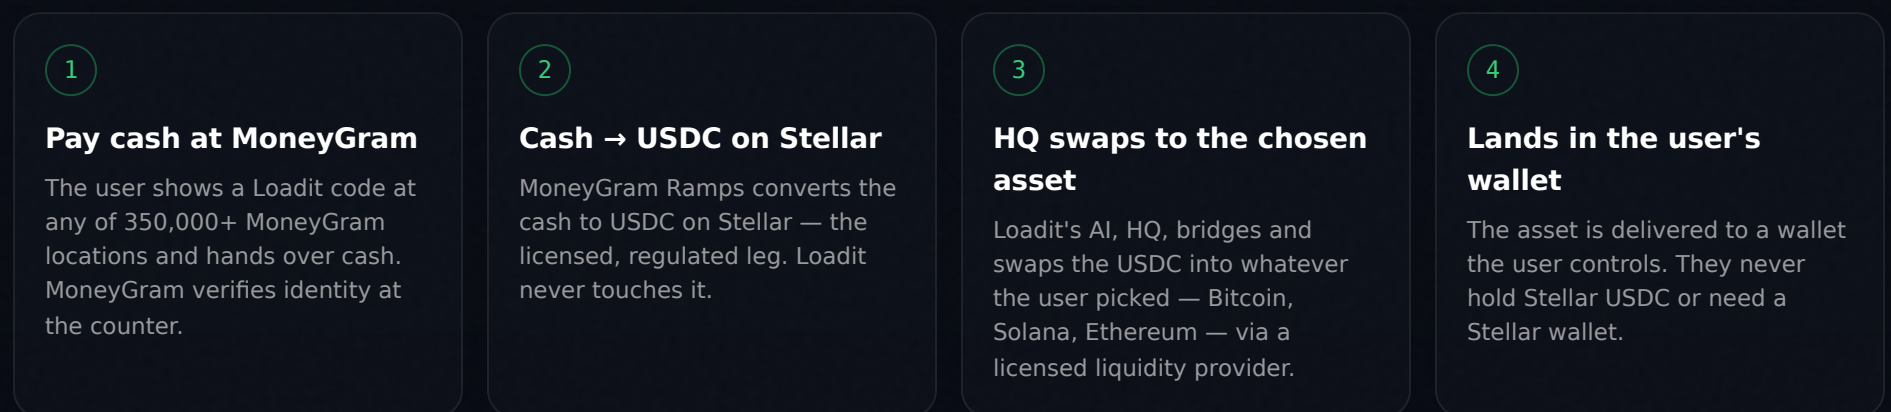 1
Pay cash at MoneyGram
The user shows a Loadit code at
any of 350,000+ MoneyGram
locations and hands over cash.
MoneyGram verifies identity at
the counter.
2
Cash → USDC on Stellar
MoneyGram Ramps converts the
cash to USDC on Stellar — the
licensed, regulated leg. Loadit
never touches it.
3
HQ swaps to the chosen
asset
Loadit's AI, HQ, bridges and
swaps the USDC into whatever
the user picked — Bitcoin,
Solana, Ethereum — via a
licensed liquidity provider.
4
Lands in the user's
wallet
The asset is delivered to a wallet
the user controls. They never
hold Stellar USDC or need a
Stellar wallet.